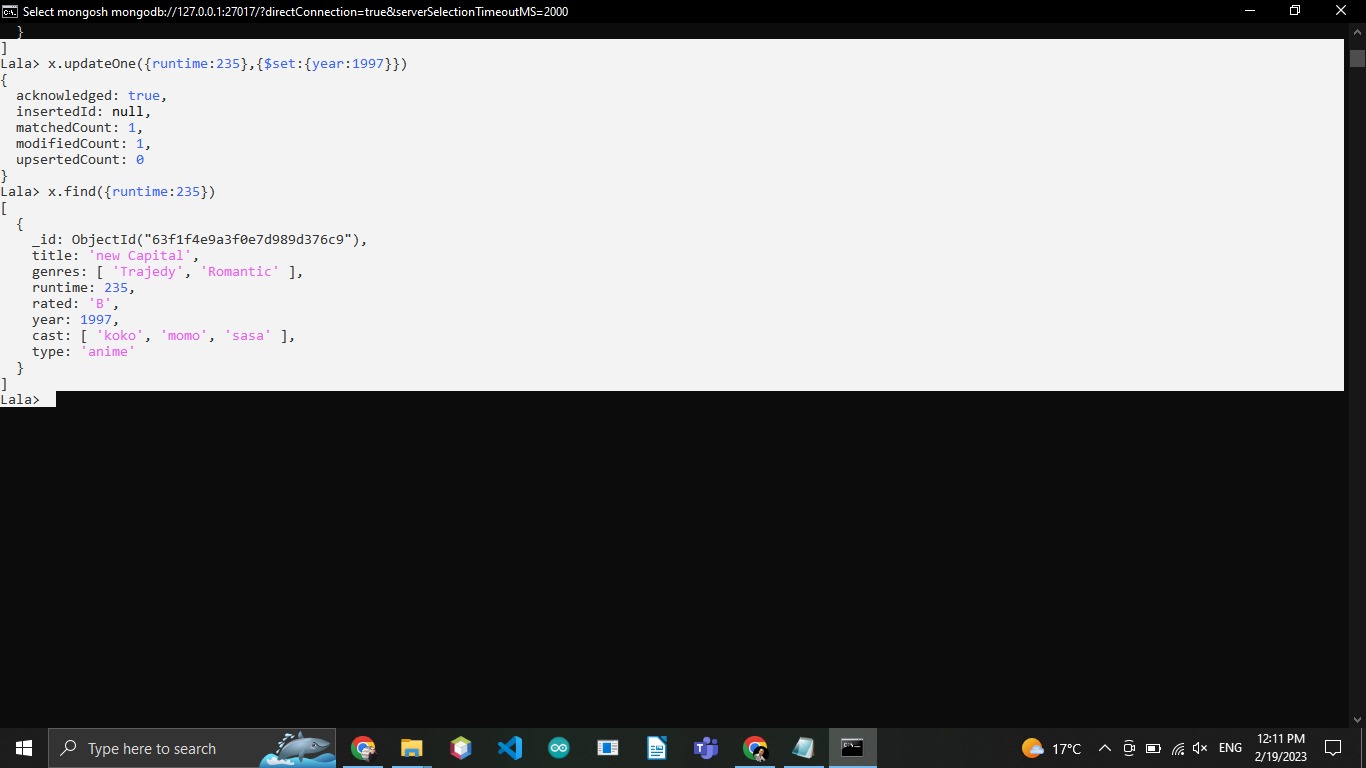 Select mongosh mongodb://127.0.0.1:27017/?directConnection=true&serverSelectionTimeoutMS=2000
  }
]
Lala> x.updateOne({runtime:235},{$set:{year:1997}})
{
  acknowledged: true,
  insertedId: null,
  matchedCount: 1,
  modifiedCount: 1,
  upsertedCount: 0
}
Lala> x.find({runtime:235})
[
  {
    _id: ObjectId("63f1f4e9a3f0e7d989d376c9"),
    title: 'new Capital',
    genres: [ 'Trajedy', 'Romantic' ],
    runtime: 235,
    rated: 'B',
    year: 1997,
    cast: [ 'koko', 'momo', 'sasa' ],
    type: 'anime'
  }
]
Lala>
Type here to search
17°C
ENG
12:11 PM
2/19/2023